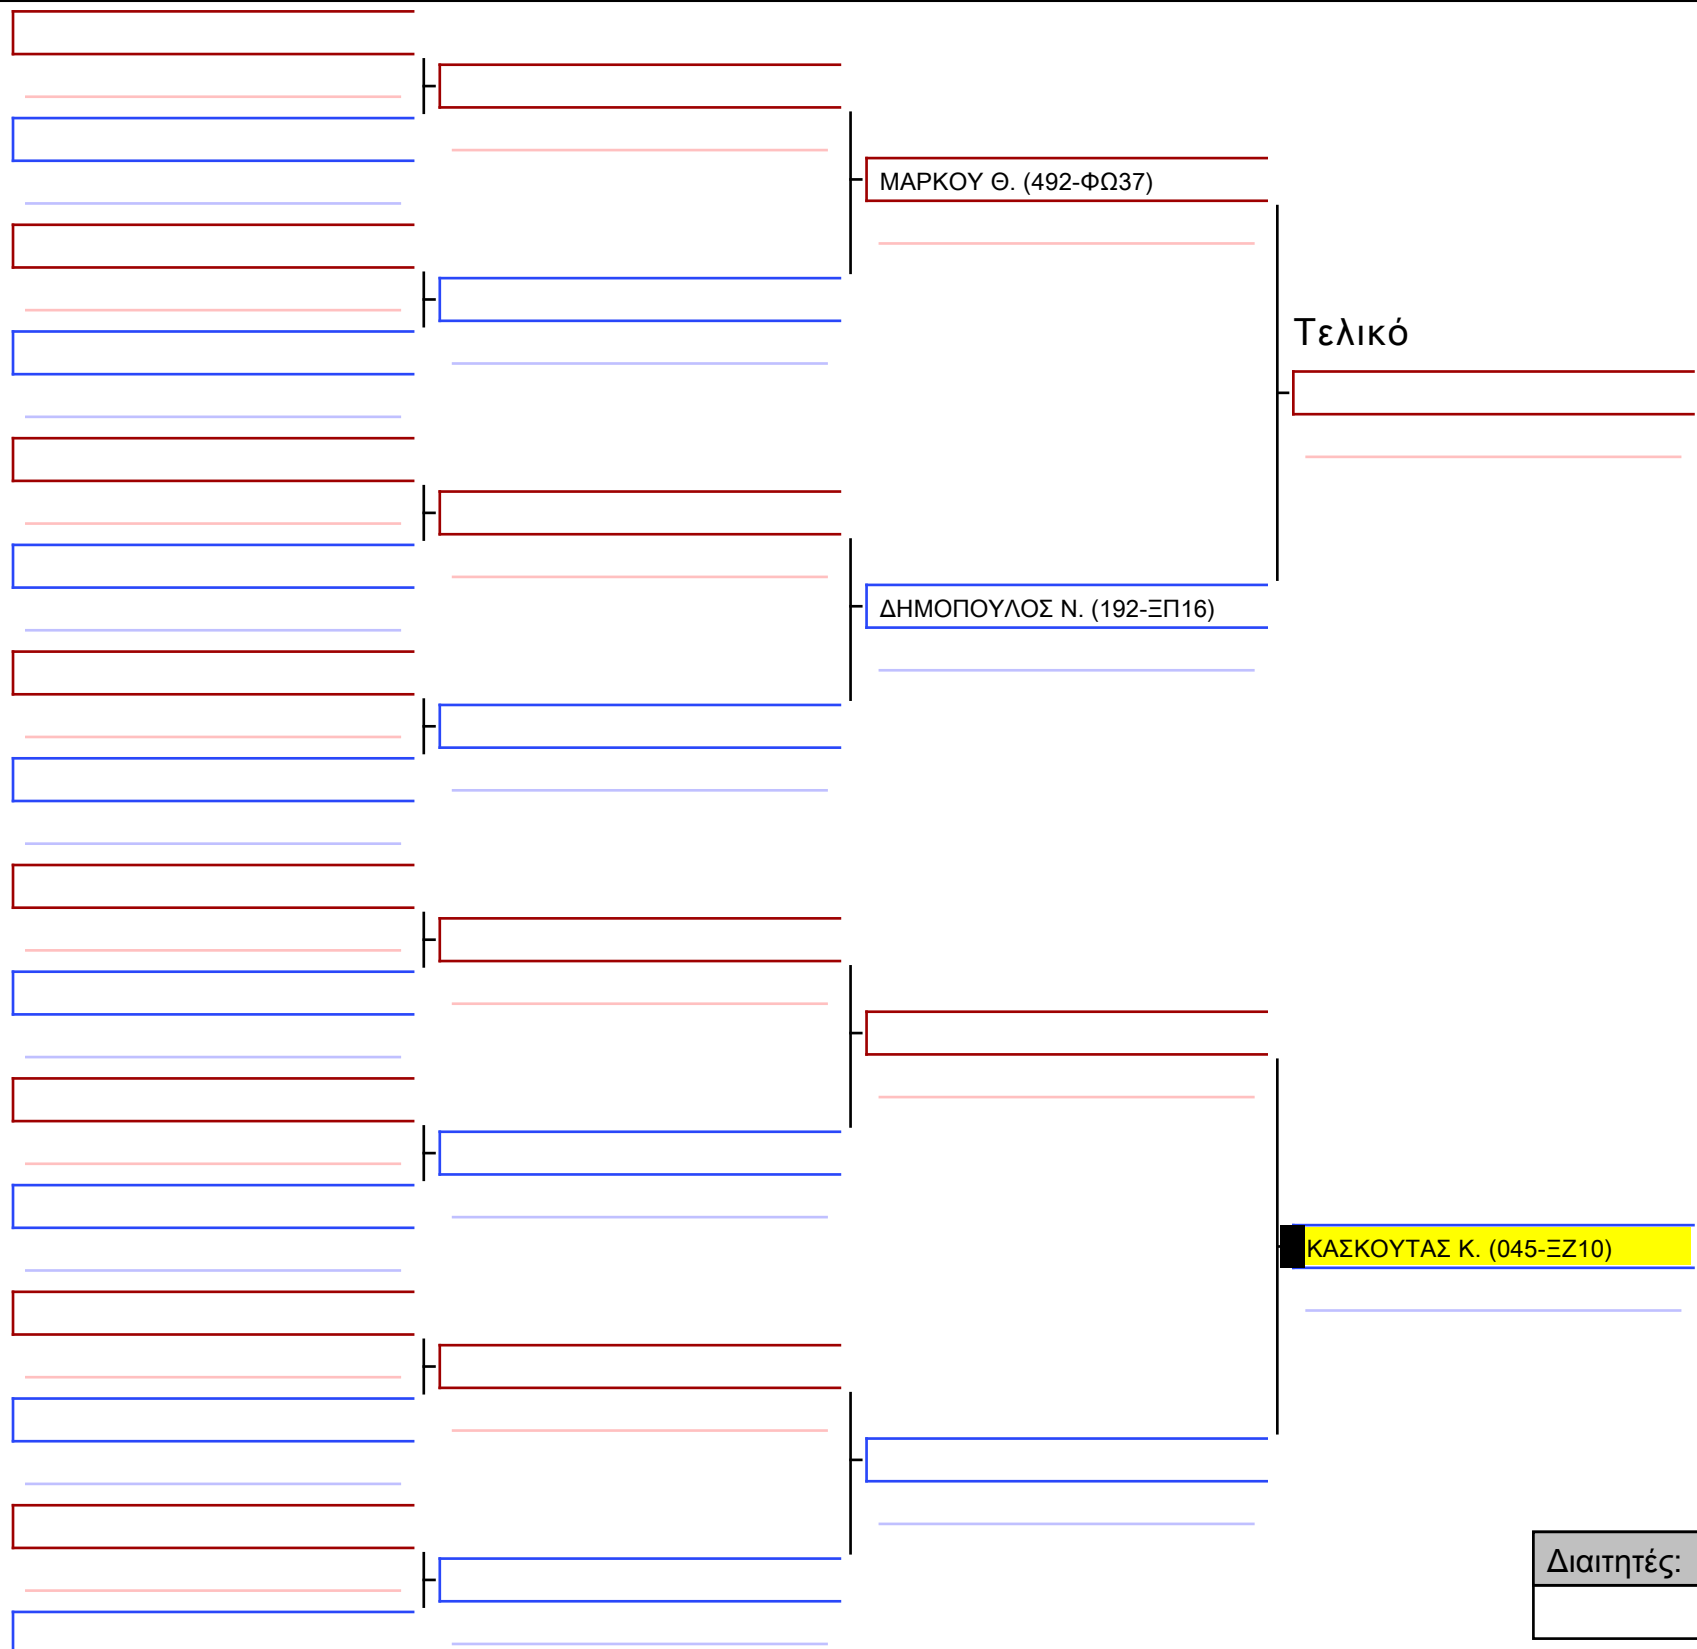 ΜΑΡΚΟΥ Θ. (492-ΦΩ37)
Τελικό
ΔΗΜΟΠΟΥΛΟΣ Ν. (192-ΞΠ16)
ΚΑΣΚΟΥΤΑΣ Κ. (045-ΞΖ10)
Διαιτητές: